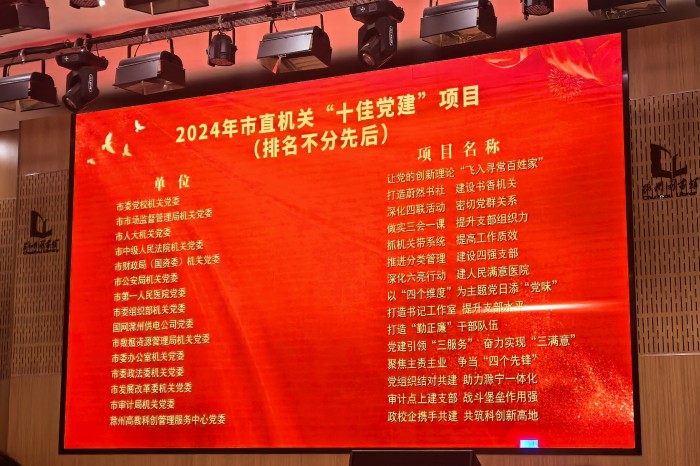 2024年市直机关“十佳党建”项目
（排名不分先后）
单 位 项 目 名 称
市委党校机关党委 让党的创新理论“飞入寻常百姓家”
市市场监督管理局机关党委 打造蔚然书社 建设书香机关
市人大机关党委 深化四联活动 密切党群关系
市中级人民法院机关党委 做实三会一课 提升支部组织力
市财政局（国资委）机关党委 抓机关带系统 提高工作质效
市公安局机关党委 推进分类管理 建设四强支部
市第一人民医院党委 深化六亮行动 建人民满意医院
市委组织部机关党委 以“四个维度”为主题党日添“党味”
国网滁州供电公司党委 打造书记工作室 提升支部水平
市数据资源管理局机关党委 打造“勤正廉”干部队伍
市委办公室机关党委 党建引领“三服务” 奋力实现“三满意”
市委政法委机关党委 聚焦主责主业 争当“四个先锋”
市发展改革委机关党委 党组织结对共建 助力滁宁一体化
市审计局机关党委 审计点上建支部 战斗堡垒作用强
滁州高教科创管理服务中心党委 政校企携手共建 共筑科创新高地